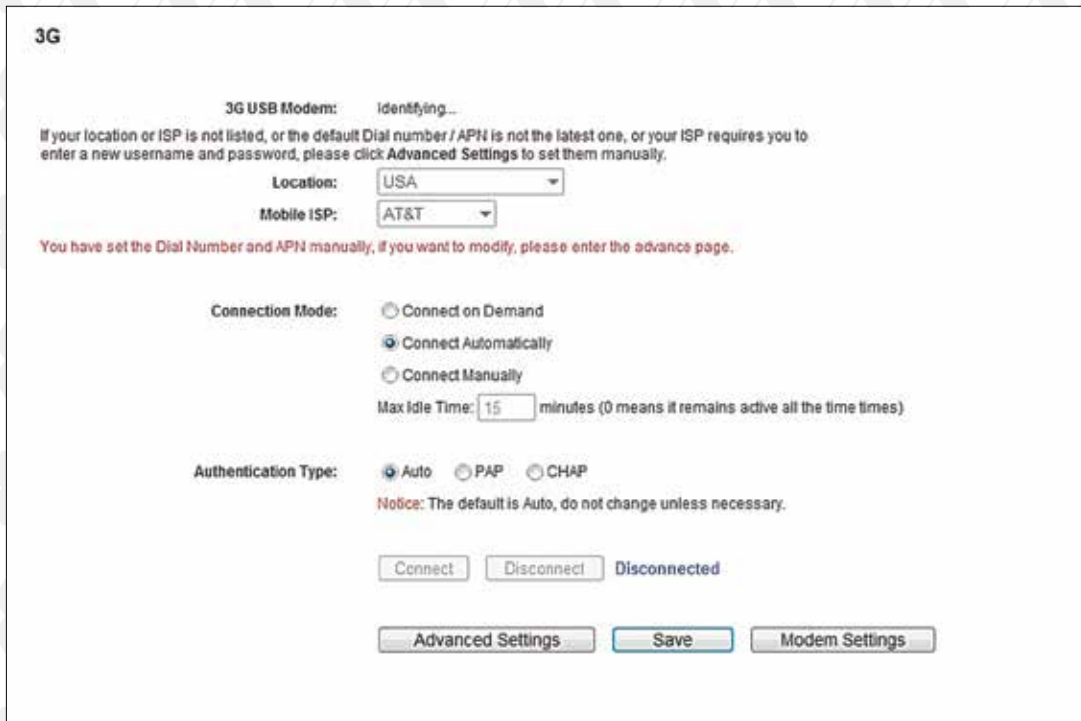 3G
3G USB Modem: Identifying...
If your location or ISP is not listed, or the default Dial number / APN is not the latest one, or your ISP requires you to
enter a new username and password, please click Advanced Settings to set them manually.
Location: USA
Mobile ISP: AT&T
You have set the Dial Number and APN manually, if you want to modify, please enter the advance page.
Connection Mode: Connect on Demand
Connect Automatically
Connect Manually
Max Idle Time: 15 minutes (0 means it remains active all the time times)
Authentication Type: Auto PAP CHAP
Notice: The default is Auto, do not change unless necessary.
Connect Disconnect Disconnected
Advanced Settings Save Modem Settings